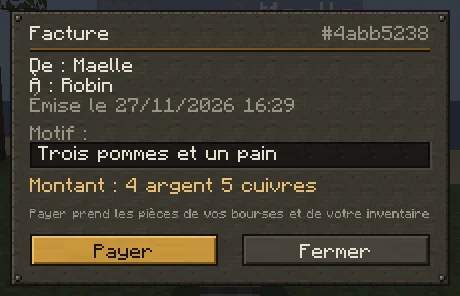 Facture #4abb5238
De : Maelle
À : Robin
Émise le 27/11/2026 16:29
Motif :
Trois pommes et un pain
Montant : 4 argent 5 cuivres
Payer prend les pièces de vos bourses et de votre inventaire
Payer Fermer